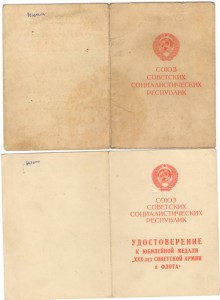 СОЮЗ
СОВЕТСКИХ
СОЦИАЛИСТИЧЕСКИХ
РЕСПУБЛИК
СОЮЗ
СОВЕТСКИХ
СОЦИАЛИСТИЧЕСКИХ
РЕСПУБЛИК
УДОСТОВЕРЕНИЕ
К ЮБИЛЕЙНОЙ МЕДАЛИ
„XXX лет СОВЕТСКОЙ АРМИИ
и ФЛОТА“